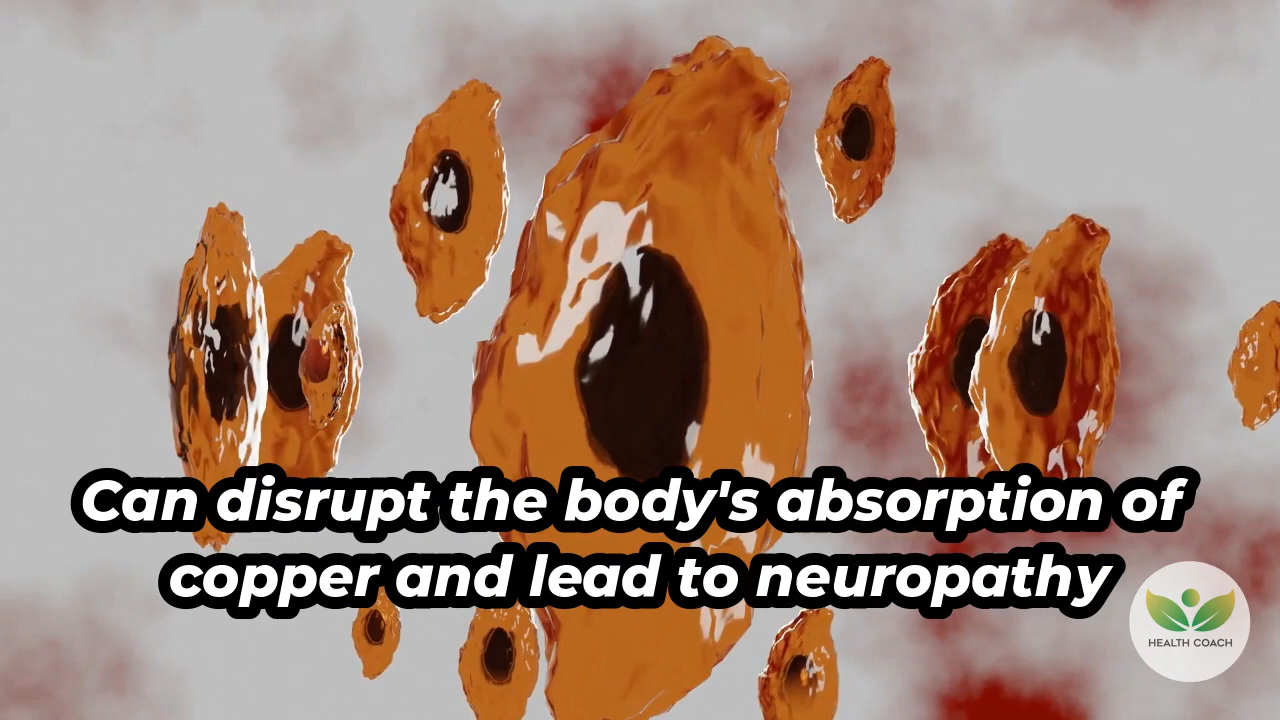 Can disrupt the body's absorption of
copper and lead to neuropathy
HEALTH COACH